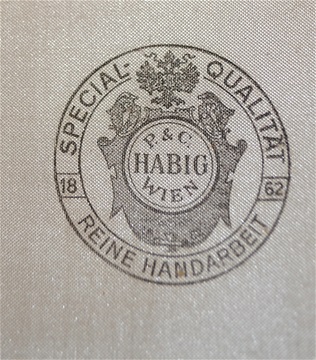 SPECIAL-QUALITÄT
P. & C.
HABIG
WIEN
18 62
REINE HANDARBEIT